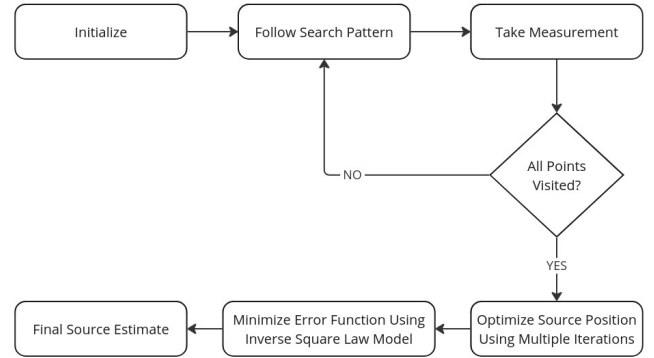 Initialize
Follow Search Pattern
Take Measurement
All Points
Visited?
NO
YES
Optimize Source Position
Using Multiple Iterations
Minimize Error Function Using
Inverse Square Law Model
Final Source Estimate